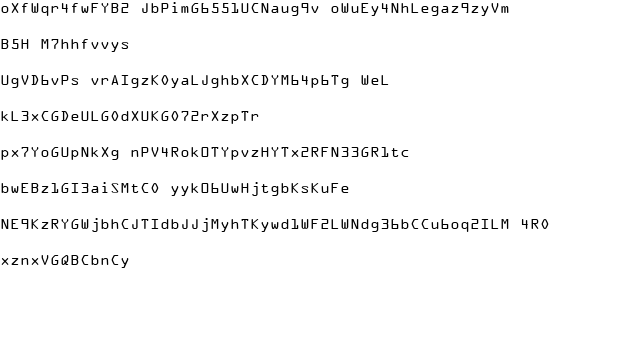 oXfWqr4fwFYB2 JbPimG6551UCNaug9v oWuEy4NhLegaz9zyVm
B5H M7hhfvvys
UgVD6vPs vrAIgzK0yaLJghbXCDYM64p6Tg WeL
kL3xCGDeULG0dXUKG072rXzpTr
px7YoGUpNkXg nPV4RokOTYpvzHYTx2RFN33GR1tc
bwEBz1GI3aiSMtC0 yykO6UwHjtgbKsKuFe
NE9KzRYGWjbhCJTIdbJJjMyhTKywd1WF2LWNdg36bCCu6oq2ILM 4R0
xznxVGQBCbnCy